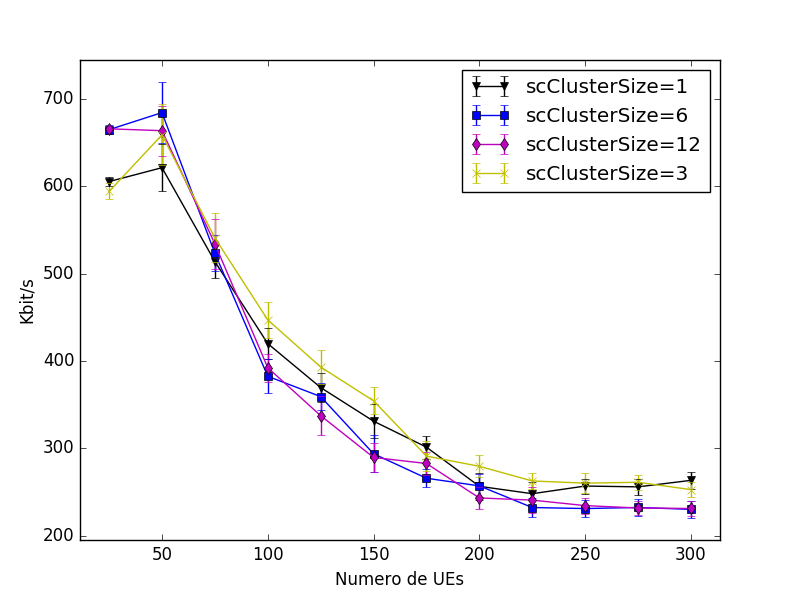 700
600
500
400
300
200
Kbit/s
50 100 150 200 250 300
Numero de UEs
scClusterSize=1
scClusterSize=6
scClusterSize=12
scClusterSize=3